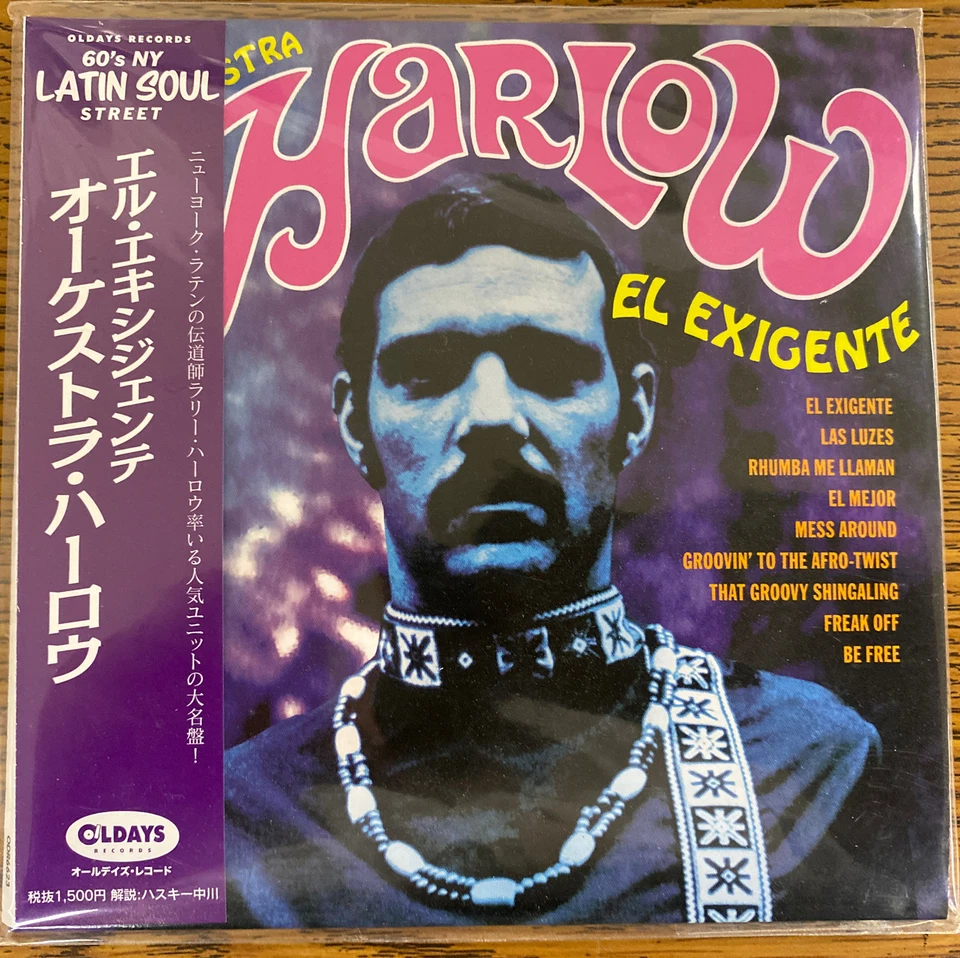 OLDAYS RECORDS
60's NY
LATIN SOUL
STREET
エル・エキシジェンテ
オーケストラ・ハーロウ
ニューヨーク・ラテンの伝道師ラリー・ハーロウ率いる人気ユニットの大名盤！
OLDAYS
RECORDS
オールデイズ・レコード
税抜1,500円 解説:ハスキー中川
ODR6623
STRA
HARLOW
EL EXIGENTE
EL EXIGENTE
LAS LUZES
RHUMBA ME LLAMAN
EL MEJOR
MESS AROUND
GROOVIN' TO THE AFRO-TWIST
THAT GROOVY SHINGALING
FREAK OFF
BE FREE